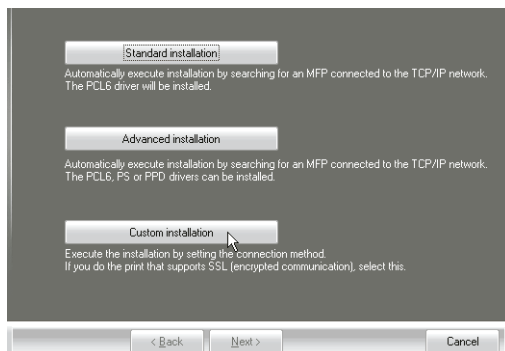 Standard installation
Automatically execute installation by searching for an MFP connected to the TCP/IP network.
The PCL6 driver will be installed.
Advanced installation
Automatically execute installation by searching for an MFP connected to the TCP/IP network.
The PCL6, PS or PPD drivers can be installed.
Custom installation
Execute the installation by setting the connection method.
If you do the print that supports SSL (encrypted communication), select this.
< Back Next > Cancel